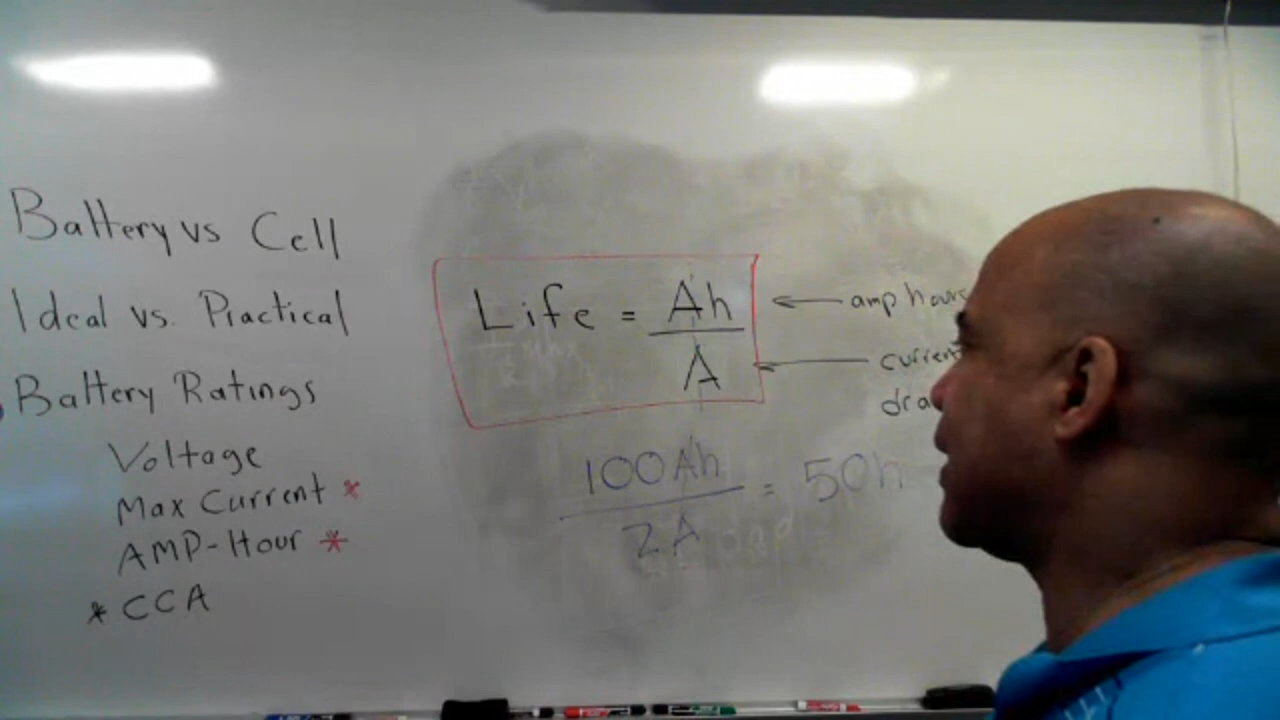 Battery vs Cell
Ideal vs. Practical
Battery Ratings
Voltage
Max Current *
AMP-Hour *
* CCA
Life = Ah / A
← amp hours
← current
100Ah / 2A = 50h